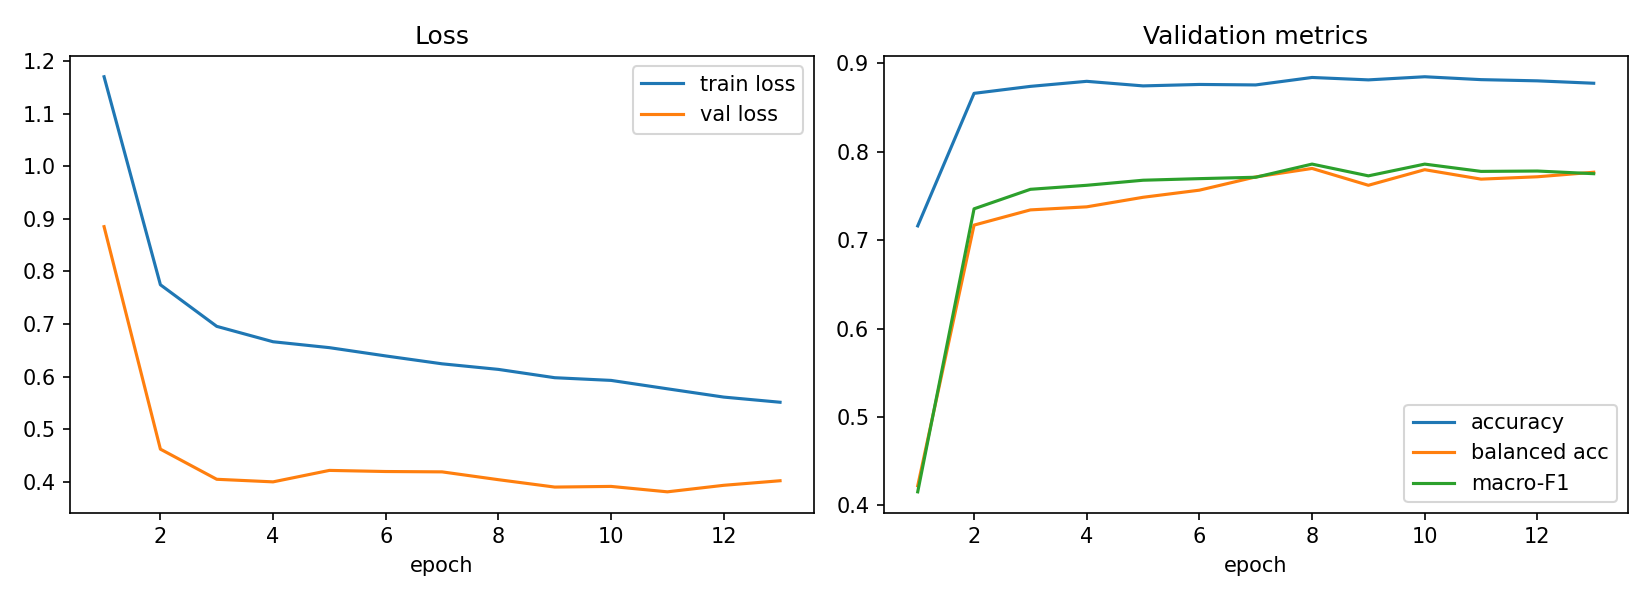 Loss
1.2
1.1
1.0
0.9
0.8
0.7
0.6
0.5
0.4
train loss
val loss
2 4 6 8 10 12
epoch
Validation metrics
0.9
0.8
0.7
0.6
0.5
0.4
accuracy
balanced acc
macro-F1
2 4 6 8 10 12
epoch